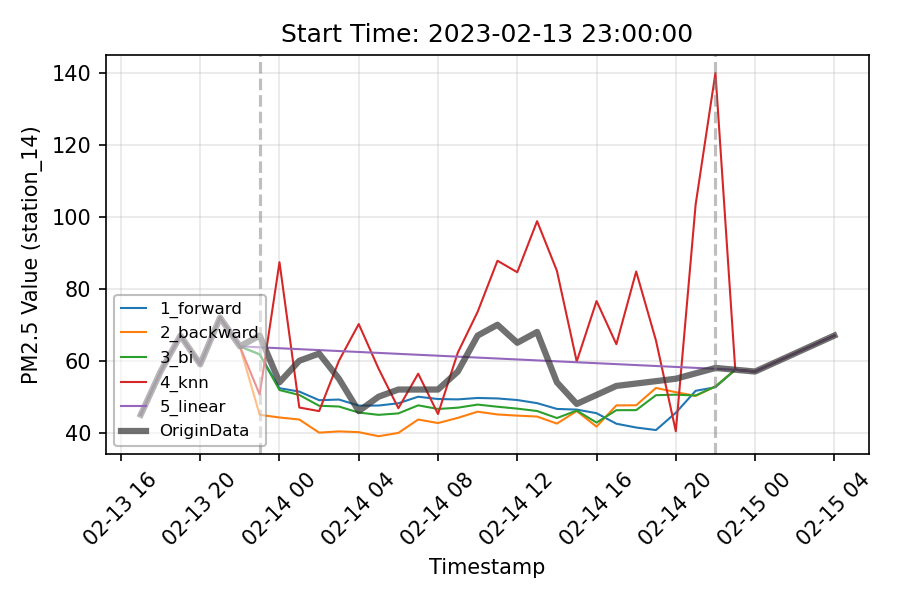 Start Time: 2023-02-13 23:00:00
PM2.5 Value (station_14)
140
120
100
80
60
40
1_forward
2_backward
3_bi
4_knn
5_linear
OriginData
02-13 16
02-13 20
02-14 00
02-14 04
02-14 08
02-14 12
02-14 16
02-14 20
02-15 00
02-15 04
Timestamp